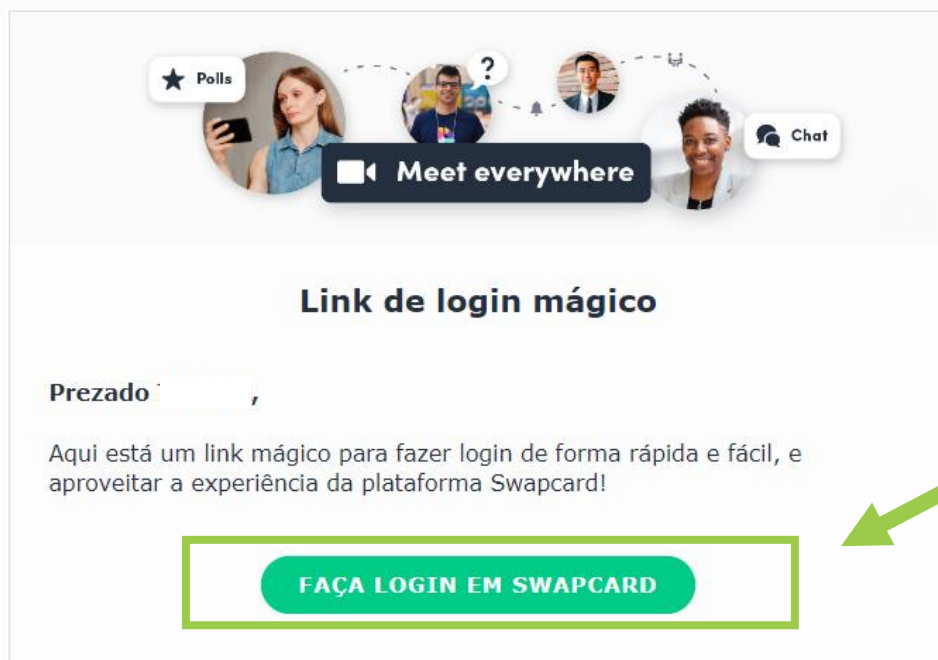 Polls
?
Chat
Meet everywhere
Link de login mágico
Prezado ,
Aqui está um link mágico para fazer login de forma rápida e fácil, e
aproveitar a experiência da plataforma Swapcard!
FAÇA LOGIN EM SWAPCARD